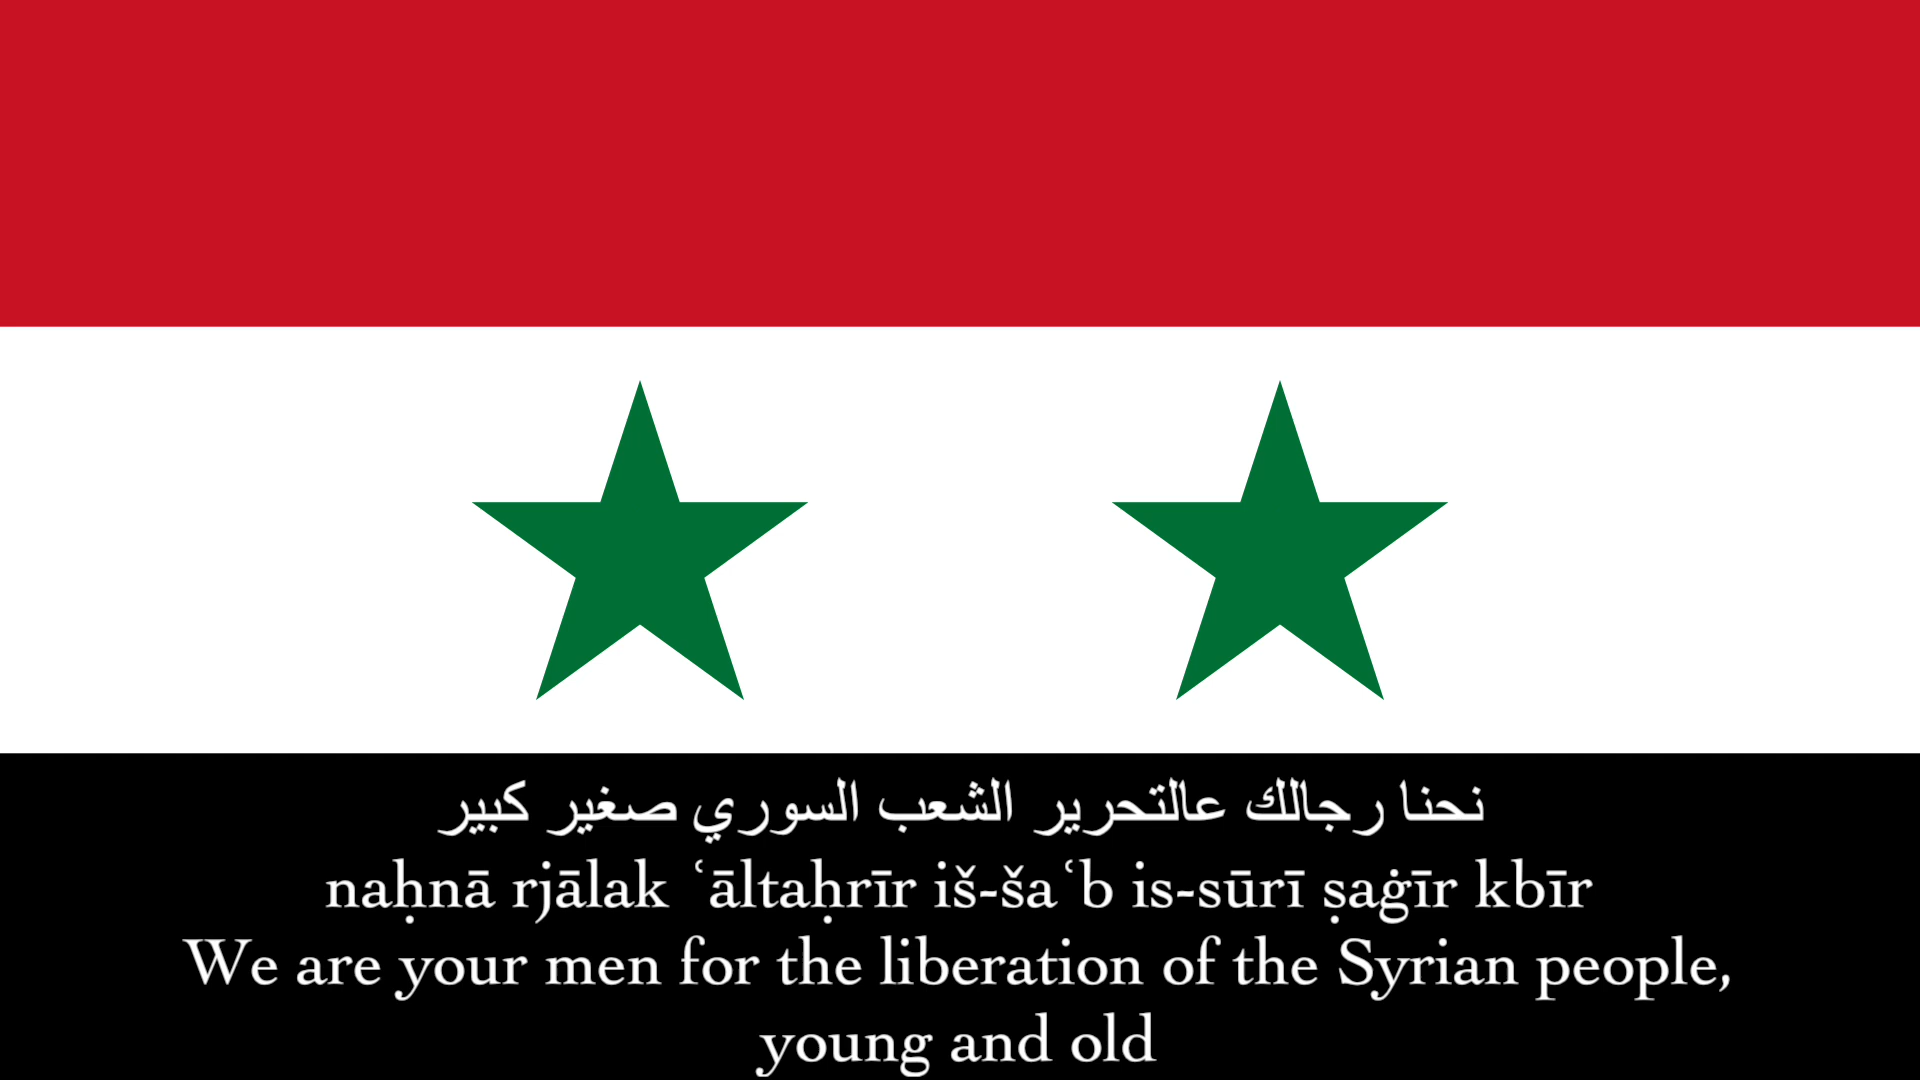 نحنا رجالك عالتحرير الشعب السوري صغير كبير
naḥnā rjālak ʿāltaḥrīr iš-šaʿb is-sūrī ṣaġīr kbīr
We are your men for the liberation of the Syrian people,
young and old